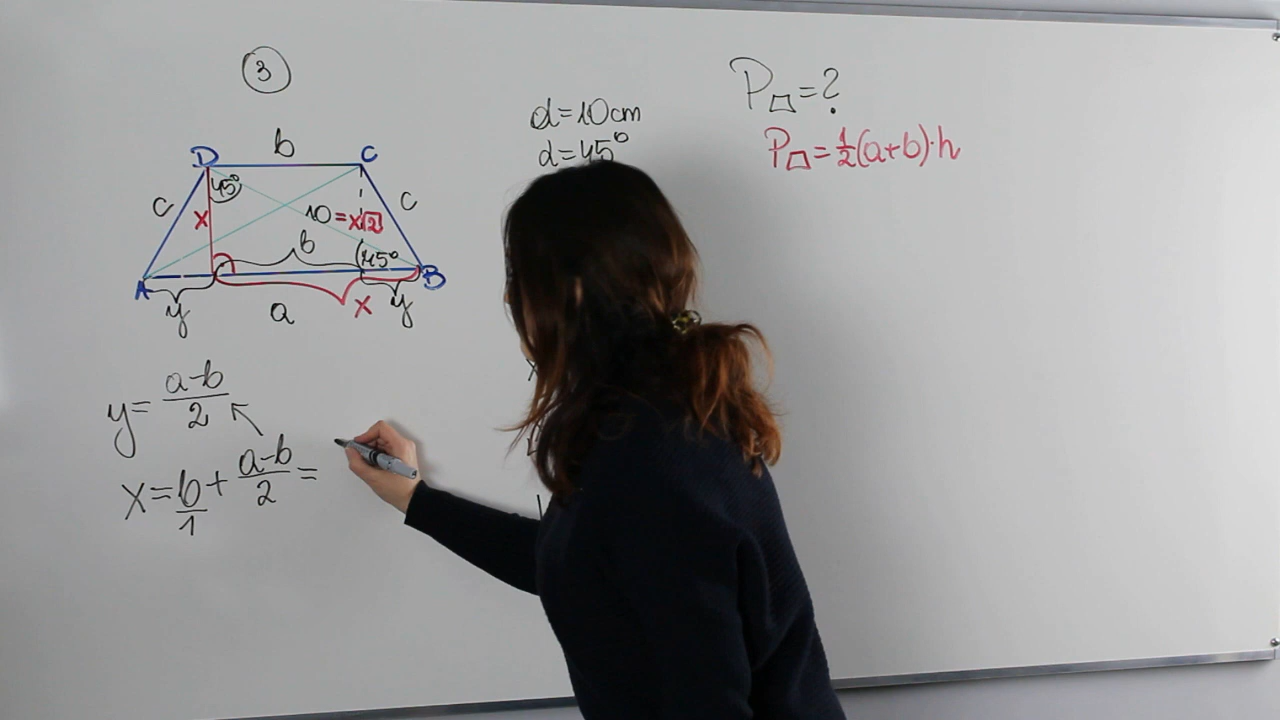 3
d=10cm
α=45°
P▱=?
P▱=½(a+b)·h
D b C
c 45° x 10=x√2 c
b 45°
A B
y a x y
y=(a-b)/2
x=b/1+(a-b)/2=